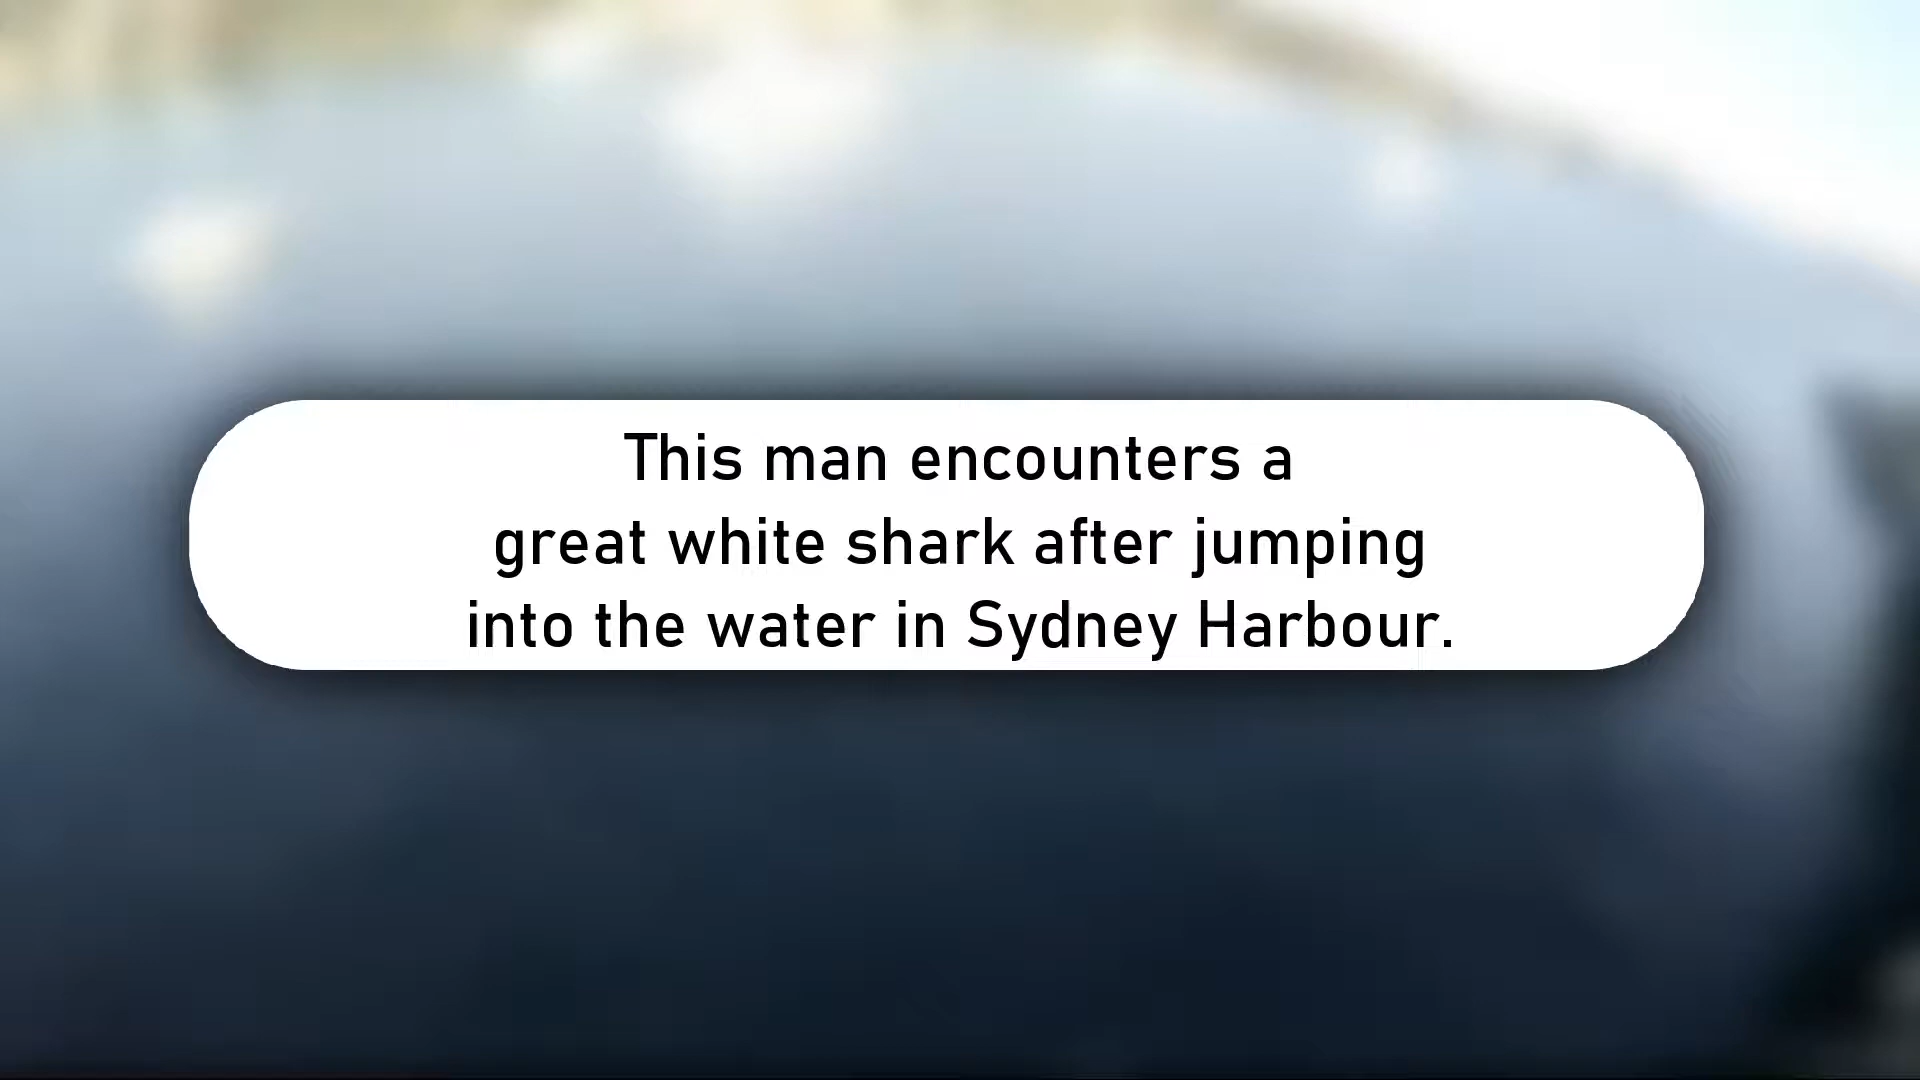 This man encounters a
great white shark after jumping
into the water in Sydney Harbour.